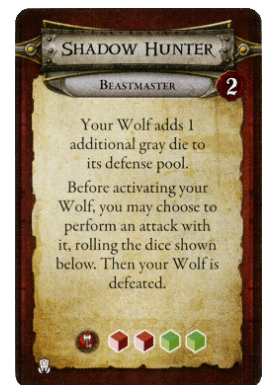 SHADOW HUNTER
BEASTMASTER
2
Your Wolf adds 1
additional gray die to
its defense pool.
Before activating your
Wolf, you may choose to
perform an attack with
it, rolling the dice shown
below. Then your Wolf is
defeated.